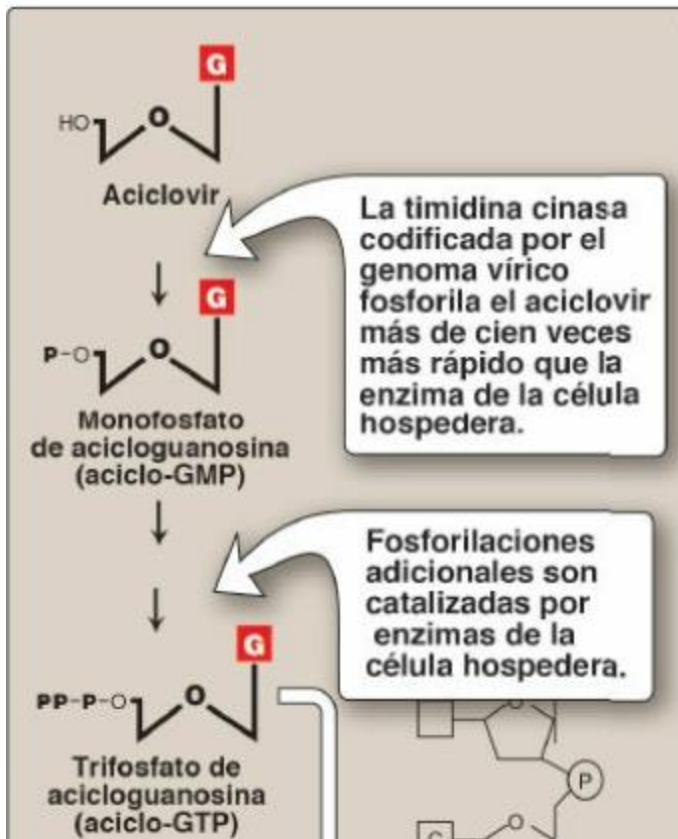 G
HO
O
Aciclovir
La timidina cinasa
codificada por el
genoma vírico
fosforila el aciclovir
más de cien veces
más rápido que la
enzima de la célula
hospedera.
G
P-O
O
Monofosfato
de acicloguanosina
(aciclo-GMP)
Fosforilaciones
adicionales son
catalizadas por
enzimas de la
célula hospedera.
G
PP-P-O
O
Trifosfato de
acicloguanosina
(aciclo-GTP)
O
P
O